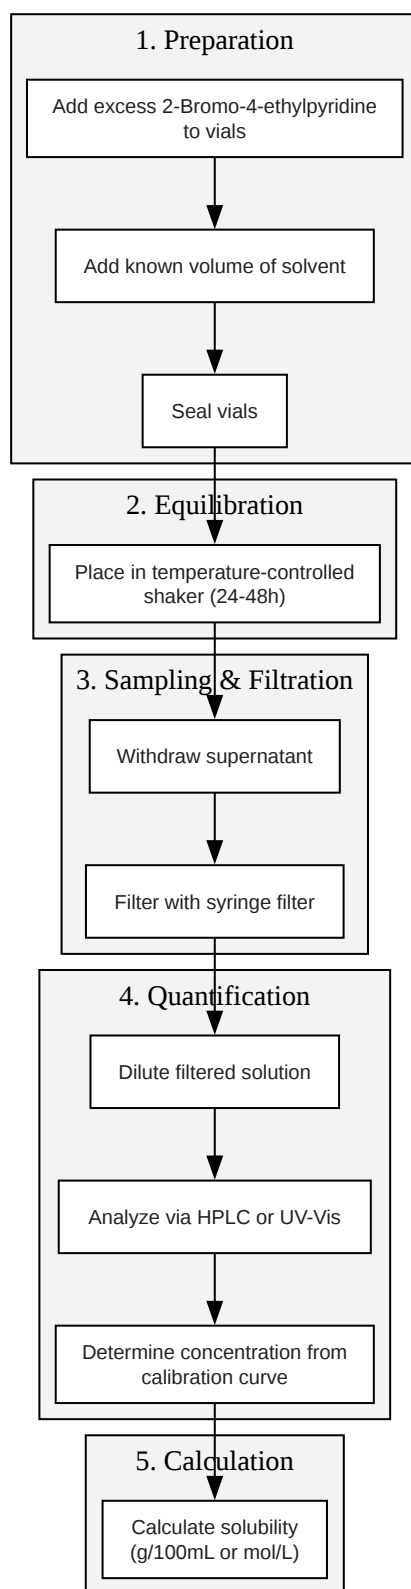 1. Preparation
Add excess 2-Bromo-4-ethylpyridine
to vials
Add known volume of solvent
Seal vials
2. Equilibration
Place in temperature-controlled
shaker (24-48h)
3. Sampling & Filtration
Withdraw supernatant
Filter with syringe filter
4. Quantification
Dilute filtered solution
Analyze via HPLC or UV-Vis
Determine concentration from
calibration curve
5. Calculation
Calculate solubility
(g/100mL or mol/L)